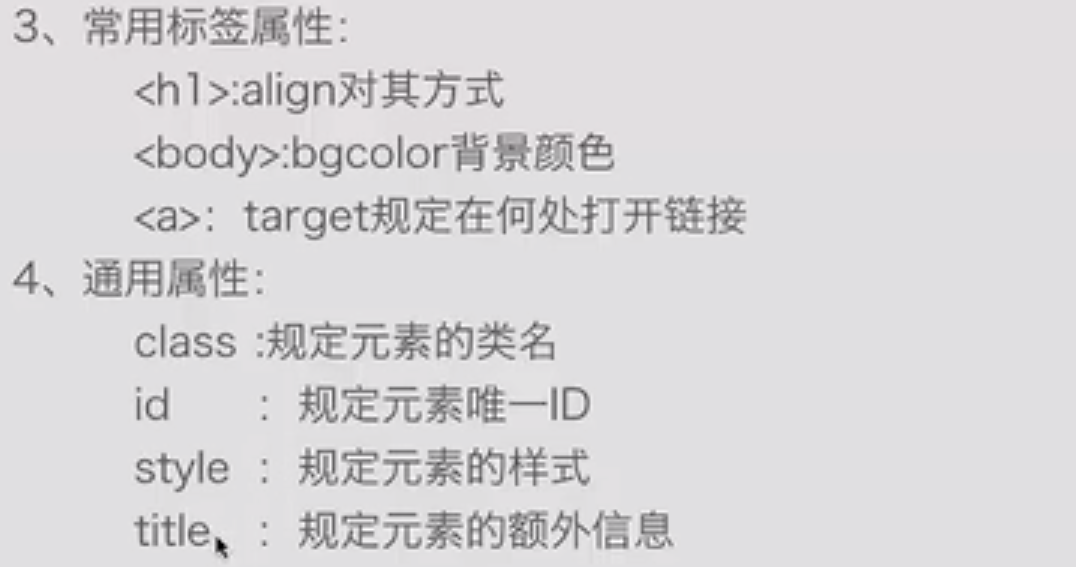 3、常用标签属性：
<h1>:align对其方式
<body>:bgcolor背景颜色
<a>：target规定在何处打开链接
4、通用属性：
class :规定元素的类名
id ：规定元素唯一ID
style ：规定元素的样式
title ：规定元素的额外信息